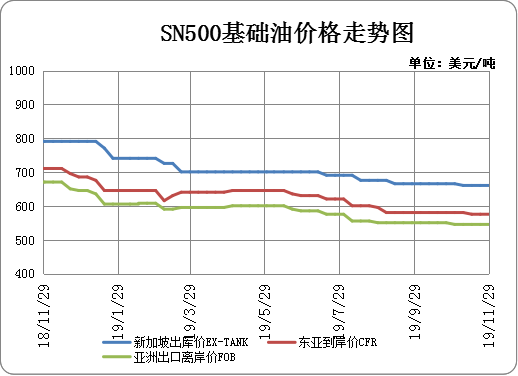 SN500基础油价格走势图
单位：美元/吨
1000
900
800
700
600
500
400
18/11/29
19/1/29
19/3/29
19/5/29
19/7/29
19/9/29
19/11/29
新加坡出库价EX-TANK
东亚到岸价CFR
亚洲出口离岸价FOB